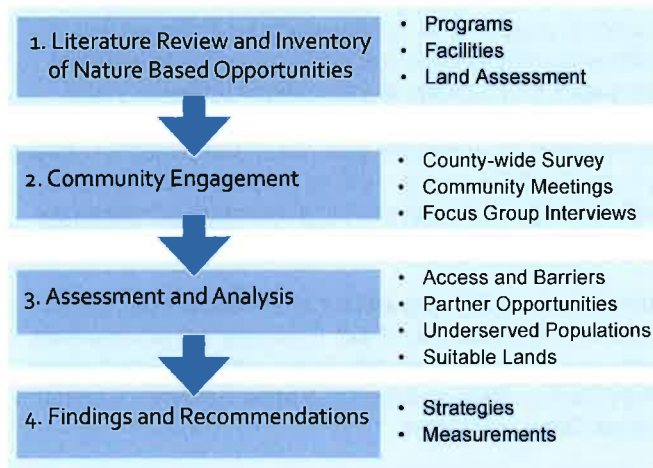 1. Literature Review and Inventory
of Nature Based Opportunities
• Programs
• Facilities
• Land Assessment
2. Community Engagement
• County-wide Survey
• Community Meetings
• Focus Group Interviews
3. Assessment and Analysis
• Access and Barriers
• Partner Opportunities
• Underserved Populations
• Suitable Lands
4. Findings and Recommendations
• Strategies
• Measurements